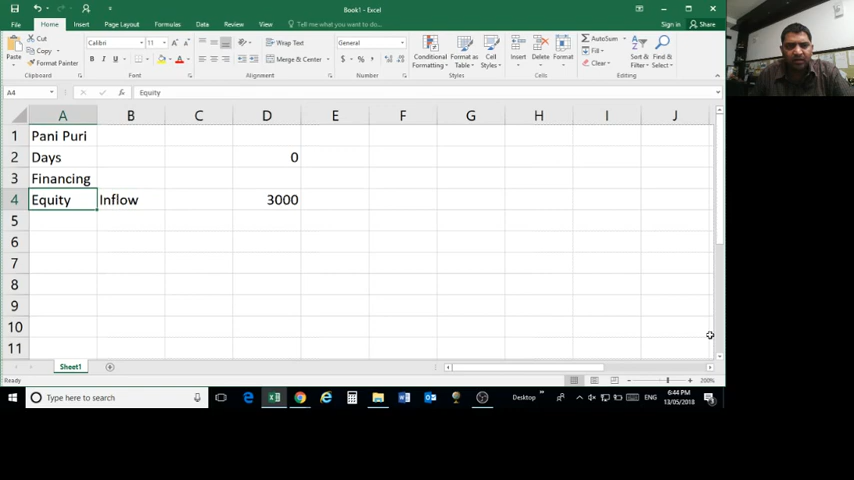 Book1 - Excel
File Home Insert Page Layout Formulas Data Review View Tell me what you want to do... Sign in Share
Paste Cut Copy Format Painter Clipboard
Calibri 11 B I U Font
Wrap Text Merge & Center Alignment
General $ % Number
Conditional Formatting Format as Table Cell Styles Styles
Insert Delete Format Cells
AutoSum Fill Clear Sort & Filter Find & Select Editing
A4 fx Equity
A B C D E F G H I J
1 Pani Puri
2 Days 0
3 Financing
4 Equity Inflow 3000
5
6
7
8
9
10
11
Sheet1
Ready 200%
Type here to search Desktop ENG 6:44 PM
13/05/2018